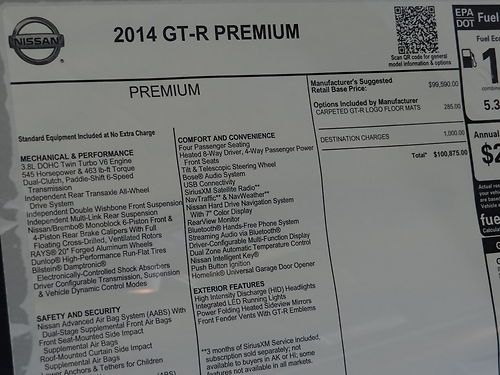 NISSAN
2014 GT-R PREMIUM
Scan QR code for general
model information & options
EPA
DOT
Fuel
PREMIUM
Manufacturer's Suggested
Retail Base Price: $99,590.00
Options Included by Manufacturer
CARPETED GT-R LOGO FLOOR MATS 285.00
DESTINATION CHARGES 1,000.00
Total* $100,875.00
Standard Equipment Included at No Extra Charge
MECHANICAL & PERFORMANCE
3.8L DOHC Twin Turbo V6 Engine
545 Horsepower & 463 lb-ft Torque
Dual-Clutch, Paddle-Shift 6-Speed
Transmission
Independent Rear Transaxle All-Wheel
Drive System
Independent Double Wishbone Front Suspension
Independent Multi-Link Rear Suspension
Nissan/Brembo® Monoblock 6-Piston Front &
4-Piston Rear Brake Calipers With Full
Floating Cross-Drilled, Ventilated Rotors
RAYS® 20" Forged Aluminum Wheels
Dunlop® High-Performance Run-Flat Tires
Bilstein® Damptronic®
Electronically-Controlled Shock Absorbers
Driver Configurable Transmission, Suspension
& Vehicle Dynamic Control Modes
SAFETY AND SECURITY
Nissan Advanced Air Bag System (AABS) With
Dual-Stage Supplemental Front Air Bags
Front Seat-Mounted Side Impact
Supplemental Air Bags
Roof-Mounted Curtain Side Impact
Supplemental Air Bags
Lower Anchors & Tethers for Children
COMFORT AND CONVENIENCE
Four Passenger Seating
Heated 8-Way Driver, 4-Way Passenger Power
Front Seats
Tilt & Telescopic Steering Wheel
Bose® Audio System
USB Connectivity
SiriusXM Satellite Radio**
NavTraffic** & NavWeather**
Nissan Hard Drive Navigation System
With 7" Color Display
RearView Monitor
Bluetooth® Hands-Free Phone System
Streaming Audio via Bluetooth®
Driver-Configurable Multi-Function Display
Dual Zone Automatic Temperature Control
Nissan Intelligent Key®
Push Button Ignition
Homelink® Universal Garage Door Opener
EXTERIOR FEATURES
High Intensity Discharge (HID) Headlights
Integrated LED Running Lights
Power Folding Heated Sideview Mirrors
Front Fender Vents With GT-R Emblems
**3 months of SiriusXM Service included,
subscription sold separately; not
available to buyers in AK or HI; some
features not available in all markets.
Fuel Ec
1
combine
5.3
Annual
$2
Actual
your
are
Vehicle
fue
Calcula